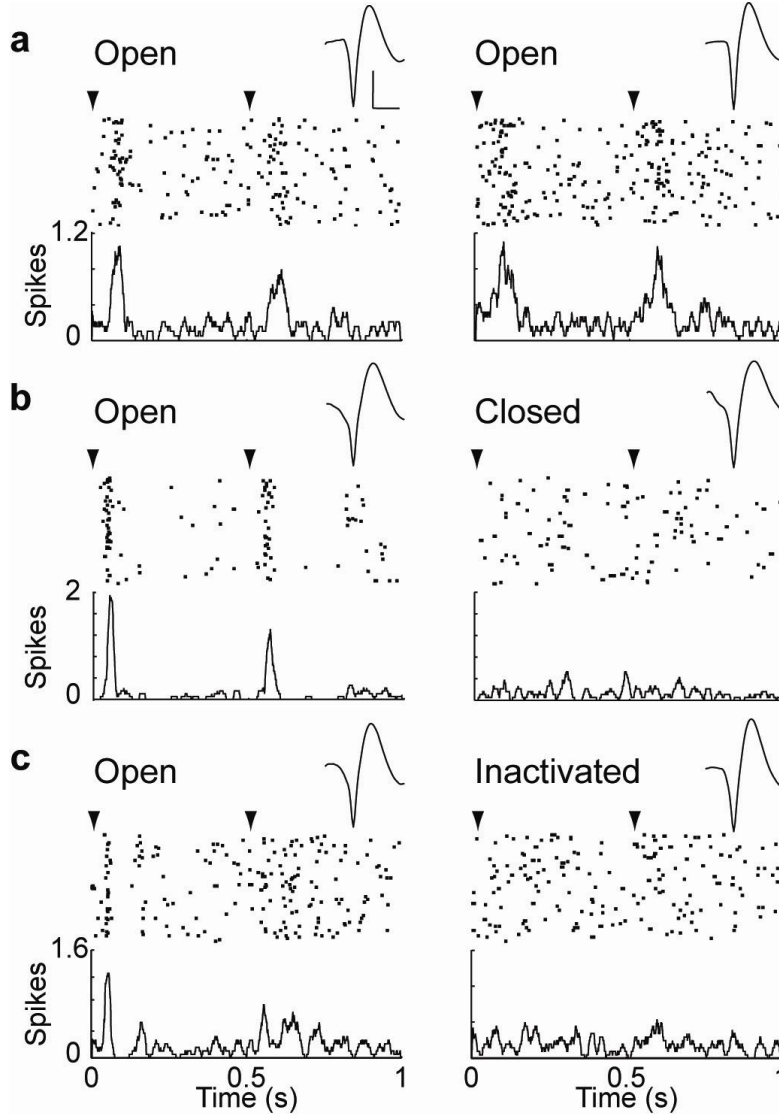 a
Open
Open
1.2
Spikes
0
b
Open
Closed
2
Spikes
0
c
Open
Inactivated
1.6
Spikes
0
0 0.5 1
0 0.5 1
Time (s)
Time (s)